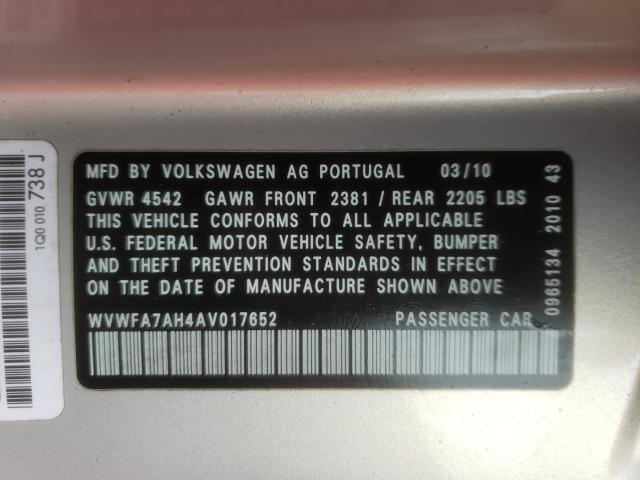 MFD BY VOLKSWAGEN AG PORTUGAL 03/10
GVWR 4542 GAWR FRONT 2381 / REAR 2205 LBS
THIS VEHICLE CONFORMS TO ALL APPLICABLE
U.S. FEDERAL MOTOR VEHICLE SAFETY, BUMPER
AND THEFT PREVENTION STANDARDS IN EFFECT
ON THE DATE OF MANUFACTURE SHOWN ABOVE
WVWFA7AH4AV017652 PASSENGER CAR
0965134 2010 43
1Q0 010 738 J